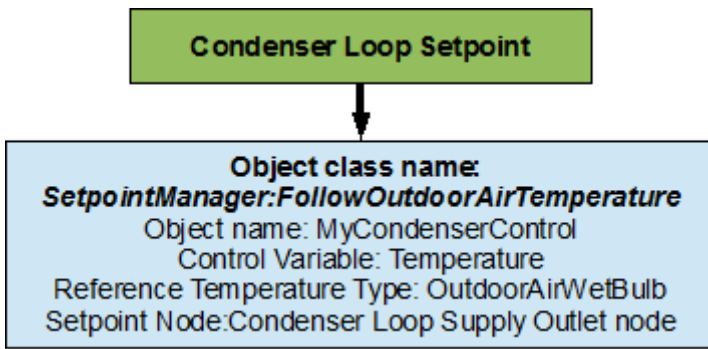 Condenser Loop Setpoint
Object class name:
SetpointManager:FollowOutdoorAirTemperature
Object name: MyCondenserControl
Control Variable: Temperature
Reference Temperature Type: OutdoorAirWetBulb
Setpoint Node:Condenser Loop Supply Outlet node